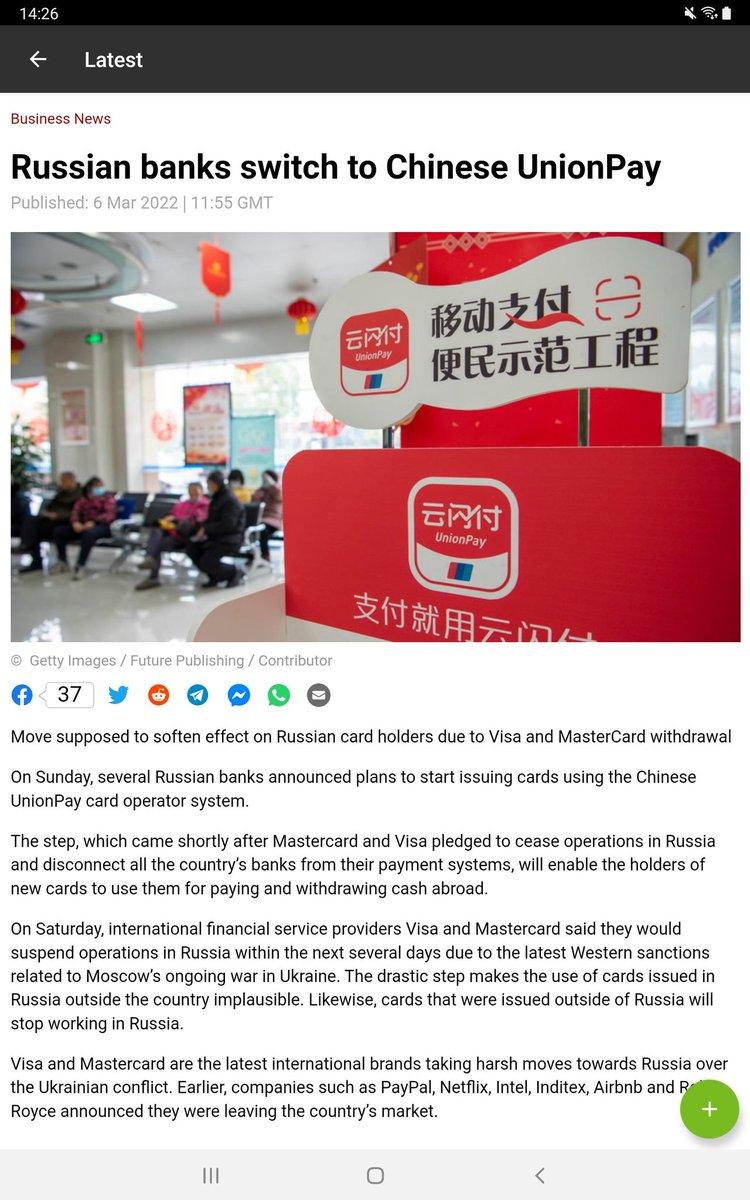 14:26
Latest
Business News
Russian banks switch to Chinese UnionPay
Published: 6 Mar 2022 | 11:55 GMT
移动支付
便民示范工程
云闪付
UnionPay
云闪付
UnionPay
支付就用云闪付
© Getty Images / Future Publishing / Contributor
37
Move supposed to soften effect on Russian card holders due to Visa and MasterCard withdrawal
On Sunday, several Russian banks announced plans to start issuing cards using the Chinese
UnionPay card operator system.
The step, which came shortly after Mastercard and Visa pledged to cease operations in Russia
and disconnect all the country’s banks from their payment systems, will enable the holders of
new cards to use them for paying and withdrawing cash abroad.
On Saturday, international financial service providers Visa and Mastercard said they would
suspend operations in Russia within the next several days due to the latest Western sanctions
related to Moscow’s ongoing war in Ukraine. The drastic step makes the use of cards issued in
Russia outside the country implausible. Likewise, cards that were issued outside of Russia will
stop working in Russia.
Visa and Mastercard are the latest international brands taking harsh moves towards Russia over
the Ukrainian conflict. Earlier, companies such as PayPal, Netflix, Intel, Inditex, Airbnb and
Royce announced they were leaving the country’s market.